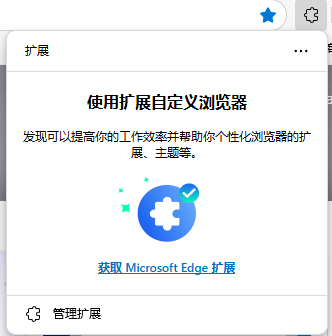 扩展
使用扩展自定义浏览器
发现可以提高你的工作效率并帮助你个性化浏览器的扩
展、主题等。
获取 Microsoft Edge 扩展
管理扩展